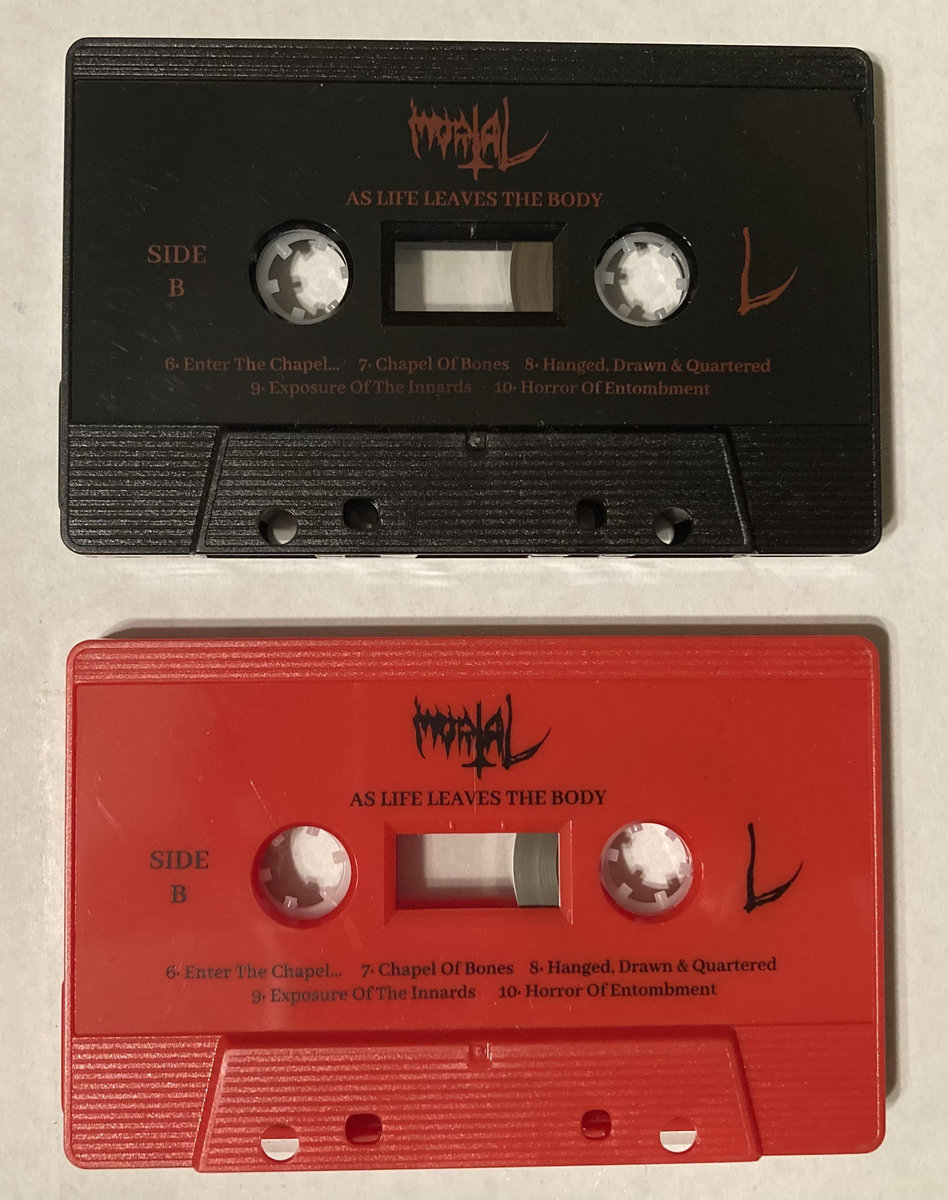 MORTAL
AS LIFE LEAVES THE BODY
SIDE
B
L
6· Enter The Chapel... 7· Chapel Of Bones 8· Hanged, Drawn & Quartered
9· Exposure Of The Innards 10· Horror Of Entombment
MORTAL
AS LIFE LEAVES THE BODY
SIDE
B
L
6· Enter The Chapel... 7· Chapel Of Bones 8· Hanged, Drawn & Quartered
9· Exposure Of The Innards 10· Horror Of Entombment